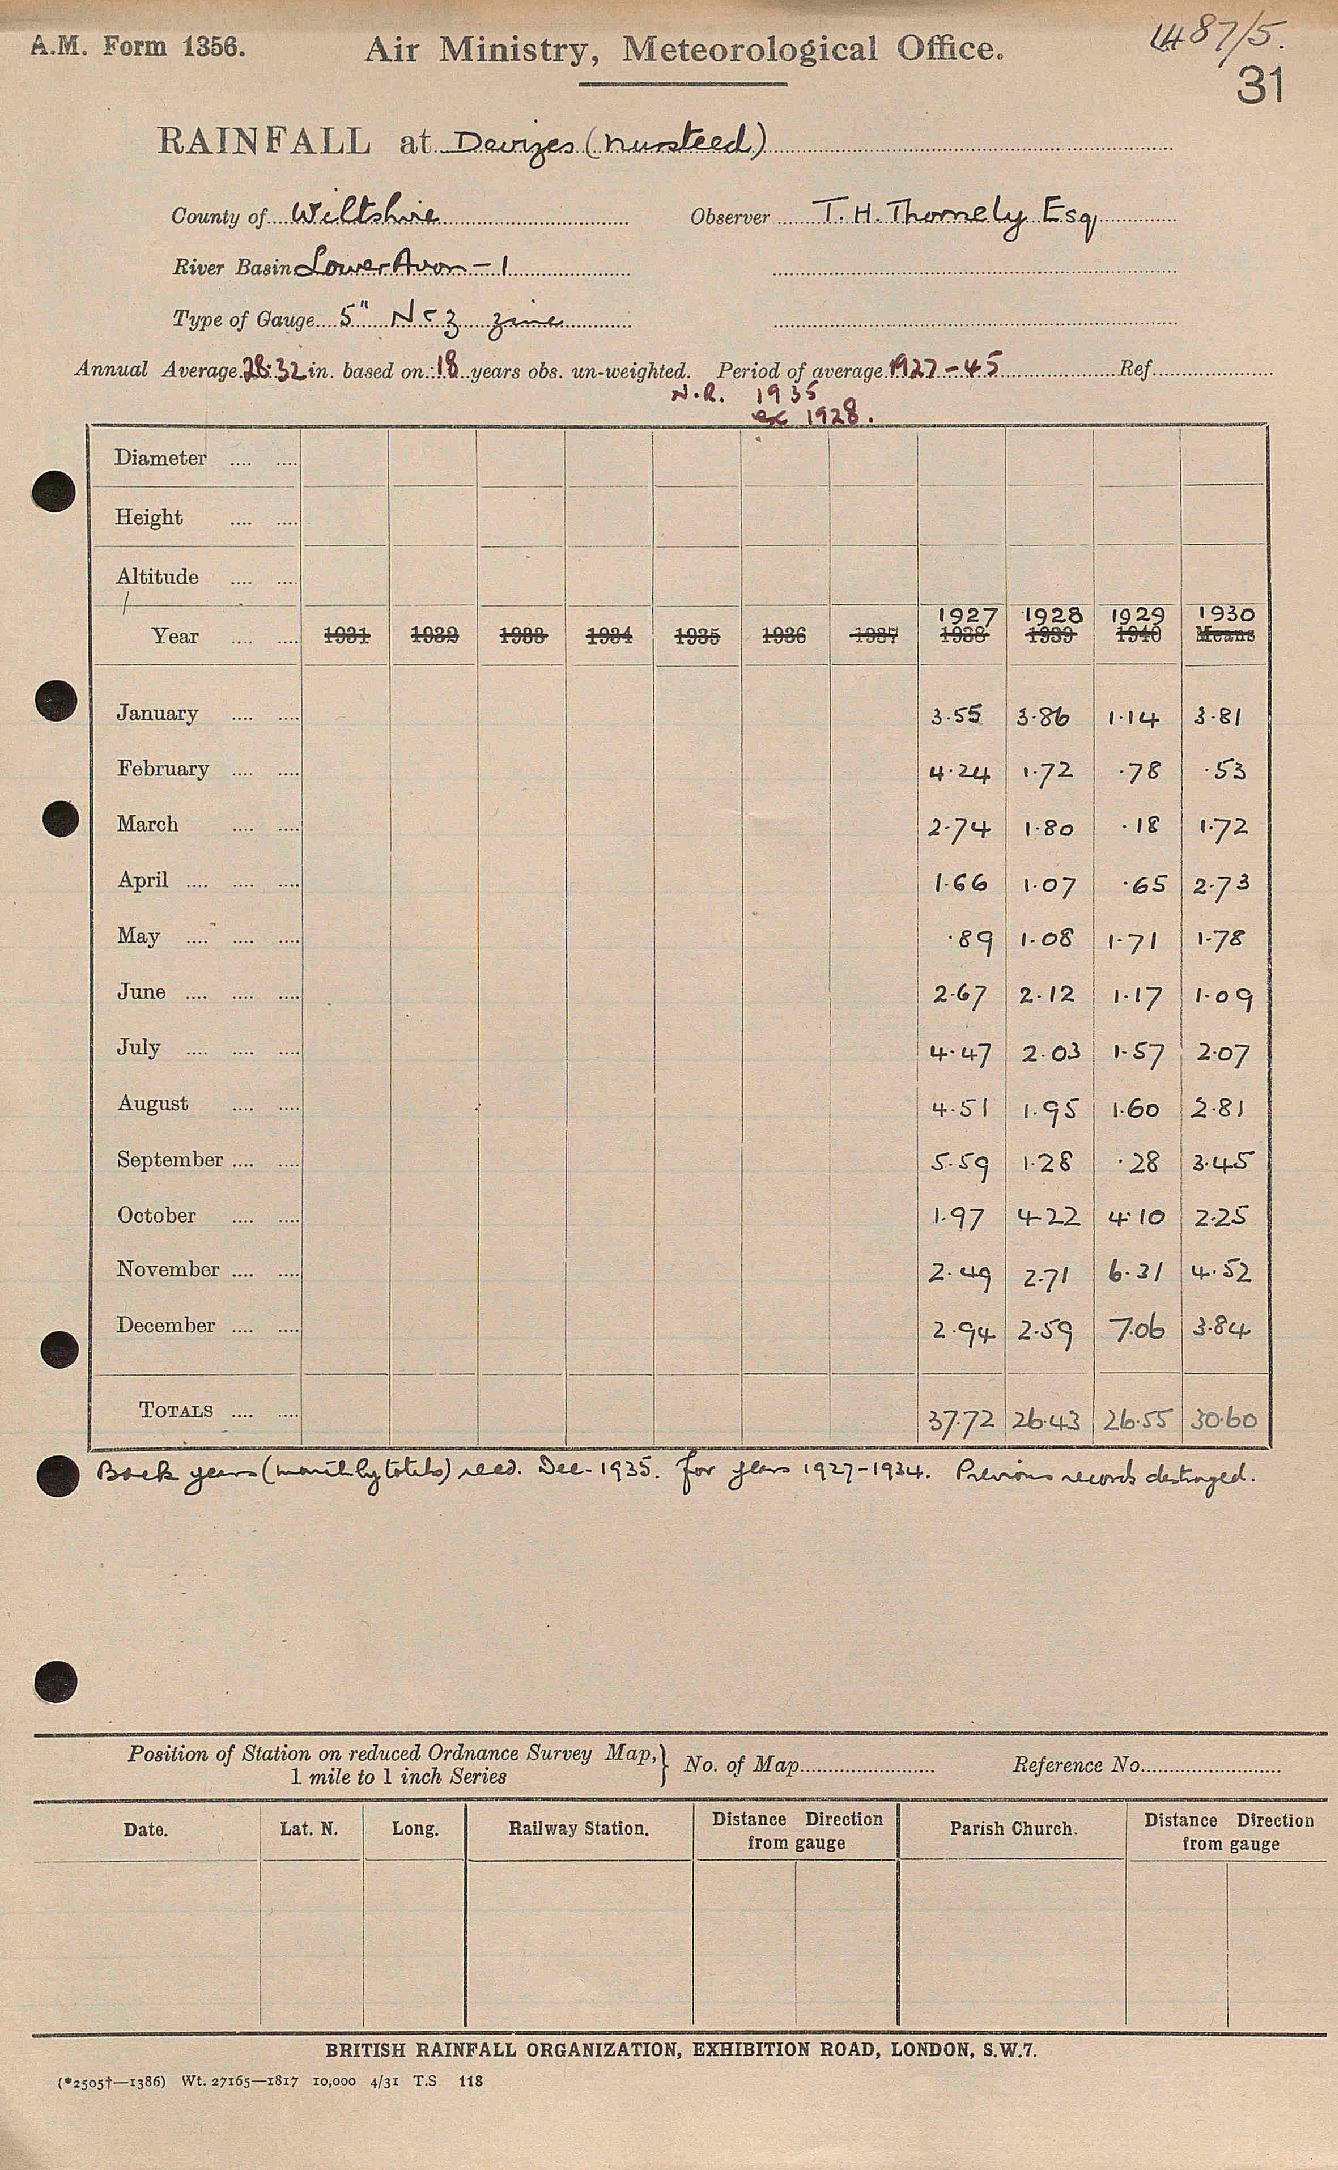 A.M. Form 1356. Air Ministry, Meteorological Office. 1487/5.
31
RAINFALL at Devizes (Nursteed)
County of Wiltshire Observer T. H. Thornely Esq
River Basin Lower Avon - 1
Type of Gauge 5" N & Z zinc
Annual Average 28.32 in. based on 18 years obs. un-weighted. Period of average 1927-45 Ref.
N.R. 1935
ex 1928.
Diameter
Height
Altitude
1927 1928 1929 1930
Year 1931 1932 1933 1934 1935 1936 1937 1938 1939 1940 Means
January 3.55 3.86 1.14 3.81
February 4.24 1.72 .78 .53
March 2.74 1.80 .18 1.72
April 1.66 1.07 .65 2.73
May .89 1.08 1.71 1.78
June 2.67 2.12 1.17 1.09
July 4.47 2.03 1.57 2.07
August 4.51 1.95 1.60 2.81
September 5.59 1.28 .28 3.45
October 1.97 4.22 4.10 2.25
November 2.49 2.71 6.31 4.52
December 2.94 2.59 7.06 3.84
TOTALS 37.72 26.43 26.55 30.60
Back years (monthly totals) recd. Dec. 1935. for years 1927-1934. Previous records destroyed.
Position of Station on reduced Ordnance Survey Map,} No. of Map Reference No.
1 mile to 1 inch Series
Date. Lat. N. Long. Railway Station. Distance Direction from gauge Parish Church. Distance Direction from gauge
BRITISH RAINFALL ORGANIZATION, EXHIBITION ROAD, LONDON, S.W.7.
(*2505†—1386) Wt. 27165—1817 10,000 4/31 T.S 118